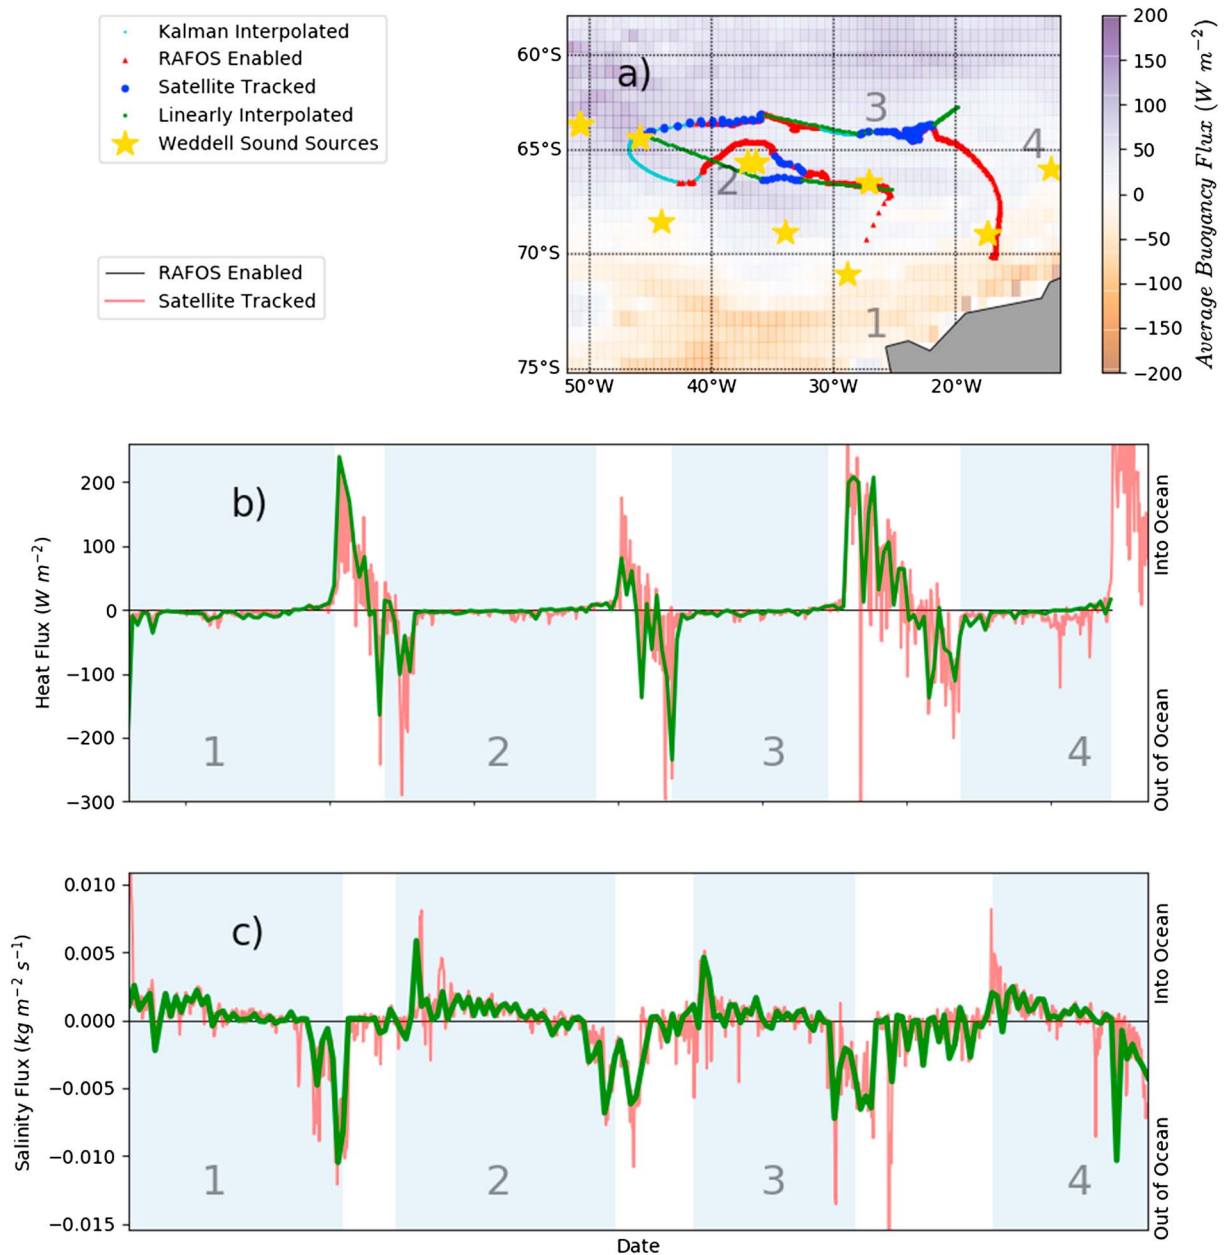 Kalman Interpolated
RAFOS Enabled
Satellite Tracked
Linearly Interpolated
Weddell Sound Sources
RAFOS Enabled
Satellite Tracked
a)
60°S
65°S
70°S
75°S
50°W
40°W
30°W
20°W
1
2
3
4
200
150
100
50
0
−50
−100
−150
−200
Average Buoyancy Flux (W m⁻²)
b)
Heat Flux (W m⁻²)
200
100
0
−100
−200
−300
1
2
3
4
Into Ocean
Out of Ocean
c)
Salinity Flux (kg m⁻² s⁻¹)
0.010
0.005
0.000
−0.005
−0.010
−0.015
1
2
3
4
Into Ocean
Out of Ocean
Date